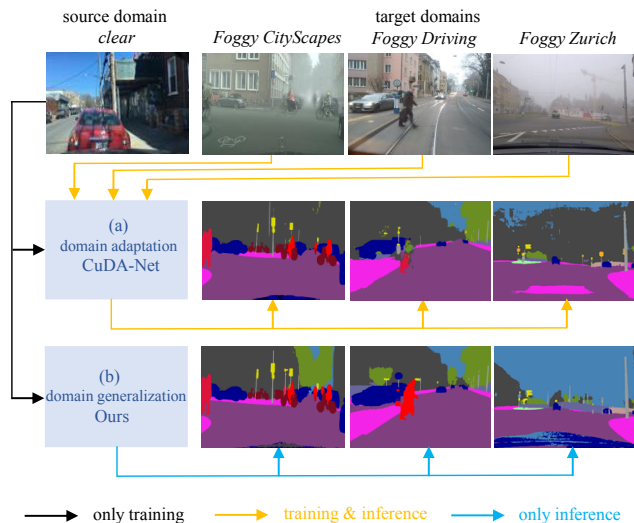 source domain
target domains
clear
Foggy CityScapes
Foggy Driving
Foggy Zurich
(a)
domain adaptation
CuDA-Net
(b)
domain generalization
Ours
only training
training & inference
only inference